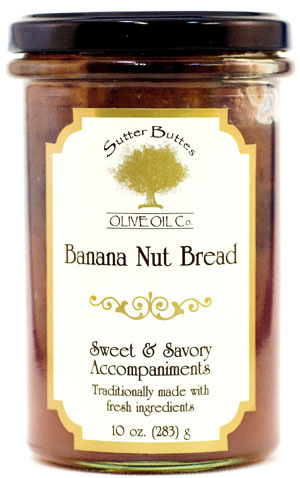 Sutter Buttes
OLIVE OIL Co.
Banana Nut Bread
Sweet & Savory
Accompaniments
Traditionally made with
fresh ingredients
10 oz. (283) g